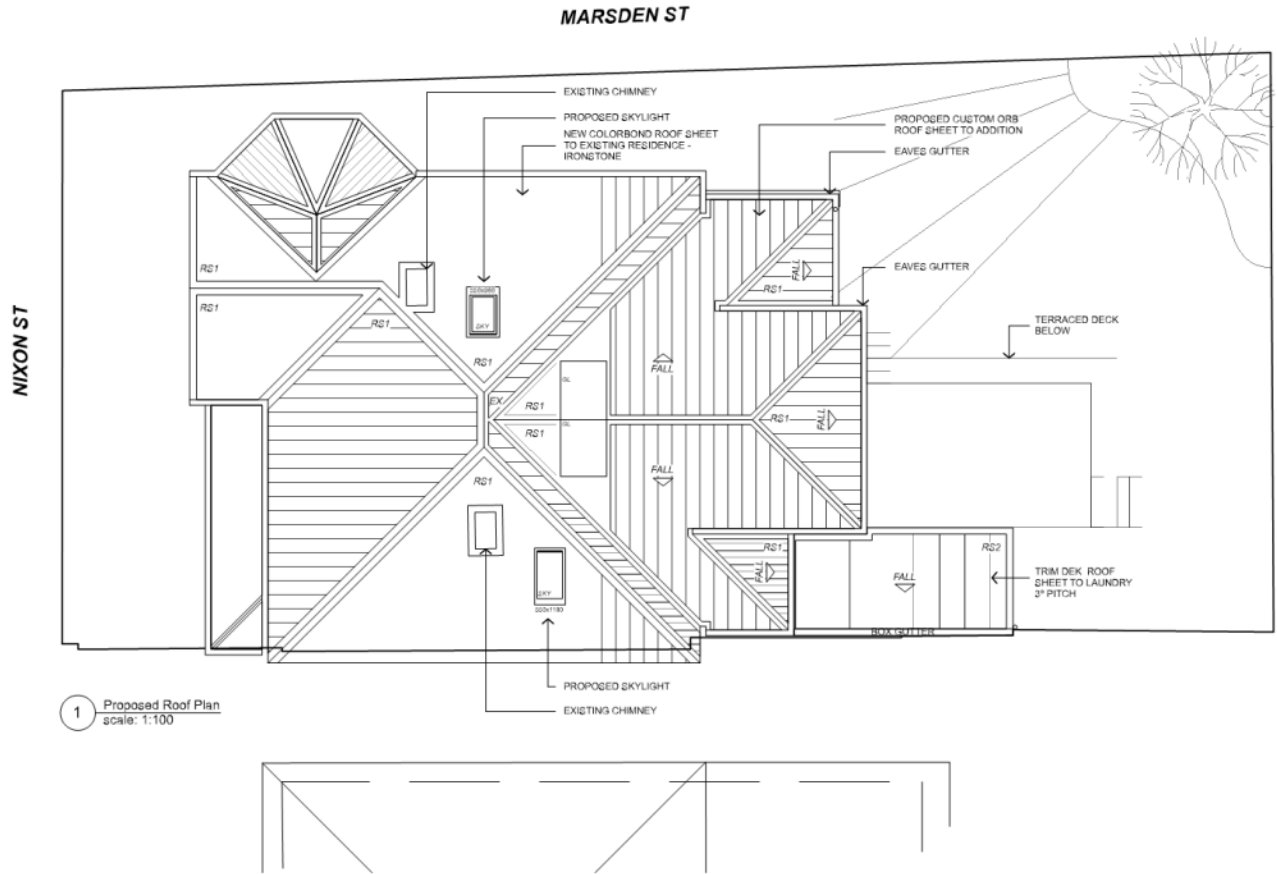 MARSDEN ST
EXISTING CHIMNEY
PROPOSED SKYLIGHT
NEW COLORBOND ROOF SHEET
TO EXISTING RESIDENCE -
IRONSTONE
PROPOSED CUSTOM ORB
ROOF SHEET TO ADDITION
EAVES GUTTER
RS1
FALL
RS1
EAVES GUTTER
NIXON ST
RS1
RS1
SKY
TERRACED DECK
BELOW
RS1
FALL
GL
EX
RS1
RS1
FALL
RS1
GL
FALL
RS1
SKY
RS1
FALL
RS2
FALL
TRIM DEK ROOF
SHEET TO LAUNDRY
3° PITCH
BOX GUTTER
PROPOSED SKYLIGHT
EXISTING CHIMNEY
1
Proposed Roof Plan
scale: 1:100